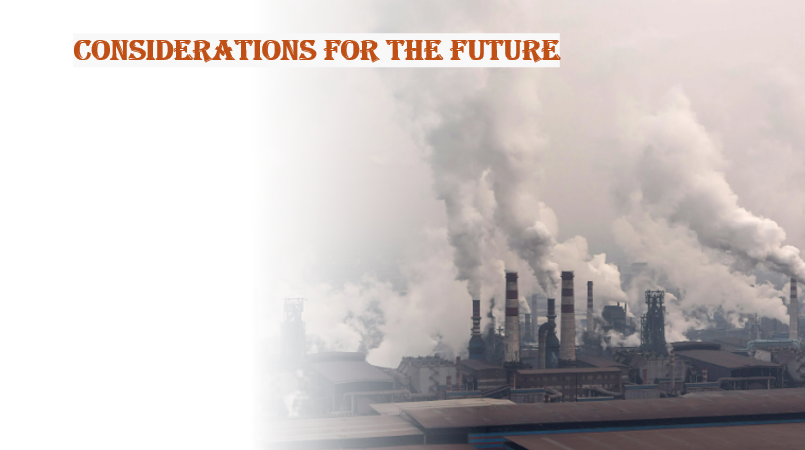 CONSIDERATIONS FOR THE FUTURE